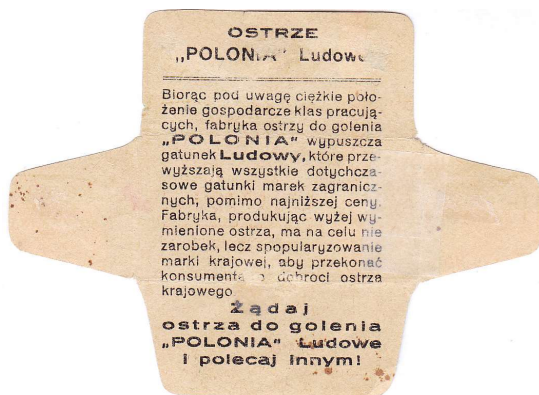 OSTRZE
„POLONIA" Ludowe
Biorąc pod uwagę ciężkie poło-
żenie gospodarcze klas pracują-
cych, fabryka ostrzy do golenia
„POLONIA" wypuszcza
gatunek Ludowy, które prze-
wyższają wszystkie dotychcza-
sowe gatunki marek zagranicz-
nych, pomimo najniższej ceny.
Fabryka, produkując wyżej wy-
mienione ostrza, ma na celu nie
zarobek, lecz spopularyzowanie
marki krajowej, aby przekonać
konsumenta o dobroci ostrza
krajowego
Żądaj
ostrza do golenia
„POLONIA" Ludowe
i polecaj innym!